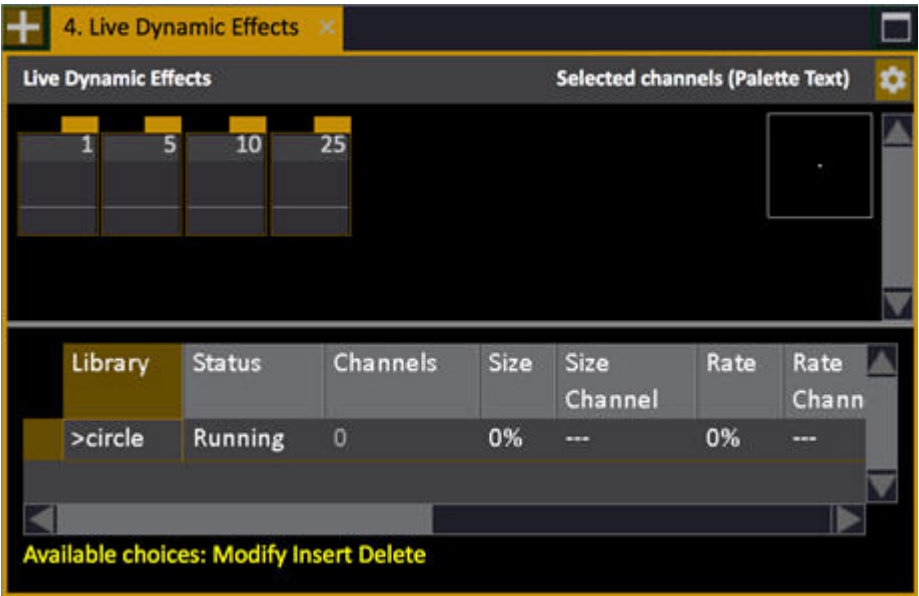 4. Live Dynamic Effects ×
Live Dynamic Effects Selected channels (Palette Text)
1 5 10 25
Library Status Channels Size Size Channel Rate Rate Chann
>circle Running 0 0% --- 0% ---
Available choices: Modify Insert Delete